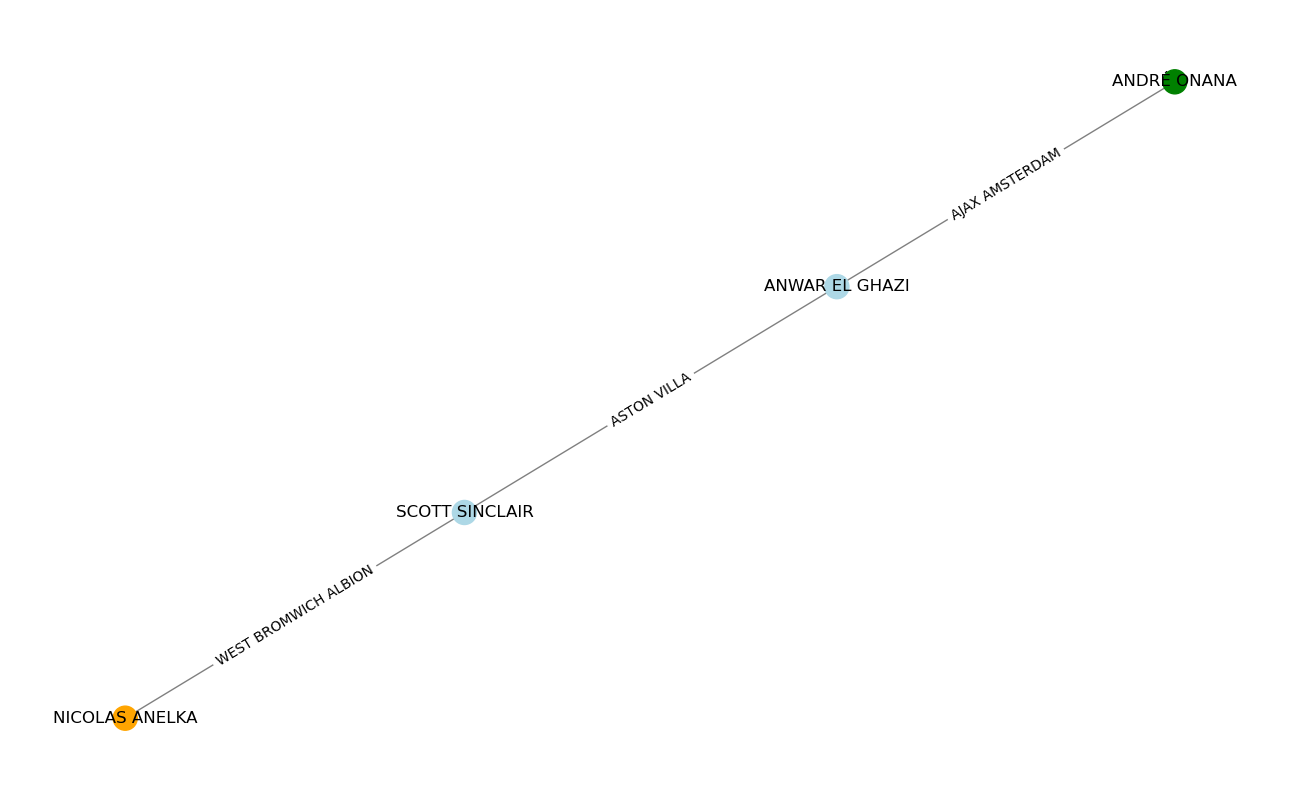 ANDRÉ ONANA
AJAX AMSTERDAM
ANWAR EL GHAZI
ASTON VILLA
SCOTT SINCLAIR
WEST BROMWICH ALBION
NICOLAS ANELKA